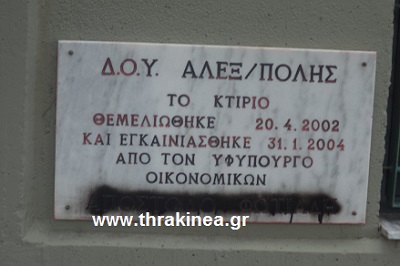 Δ.Ο.Υ. ΑΛΕΞ/ΠΟΛΗΣ
ΤΟ ΚΤΙΡΙΟ
ΘΕΜΕΛΙΩΘΗΚΕ 20.4.2002
ΚΑΙ ΕΓΚΑΙΝΙΑΣΘΗΚΕ 31.1.2004
ΑΠΟ ΤΟΝ ΥΦΥΠΟΥΡΓΟ
ΟΙΚΟΝΟΜΙΚΩΝ
www.thrakinea.gr